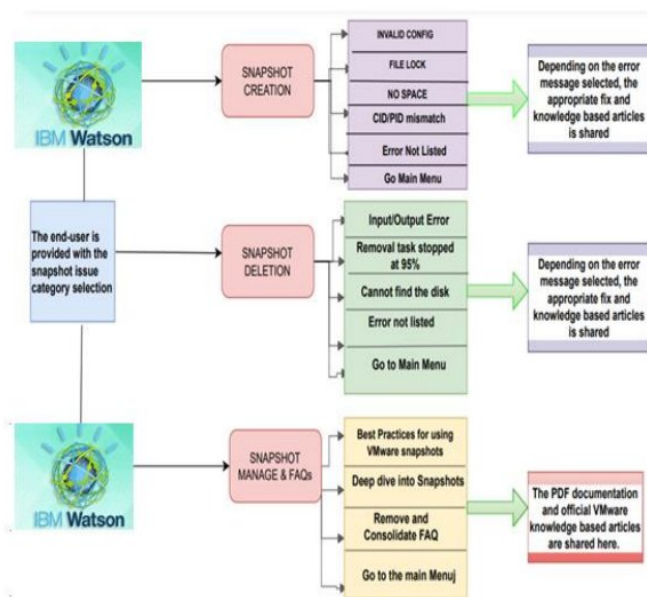 IBM Watson
SNAPSHOT
CREATION
INVALID CONFIG
FILE LOCK
NO SPACE
CID/PID mismatch
Error Not Listed
Go Main Menu
Depending on the error
message selected, the
appropriate fix and
knowledge based articles
is shared
The end-user is
provided with the
snapshot issue
category selection
SNAPSHOT
DELETION
Input/Output Error
Removal task stopped
at 95%
Cannot find the disk
Error not listed
Go to Main Menu
Depending on the error
message selected, the
appropriate fix and
knowledge based articles
is shared
IBM Watson
SNAPSHOT
MANAGE & FAQs
Best Practices for using
VMware snapshots
Deep dive into Snapshots
Remove and
Consolidate FAQ
Go to the main Menuj
The PDF documentation
and official VMware
knowledge based articles
are shared here.